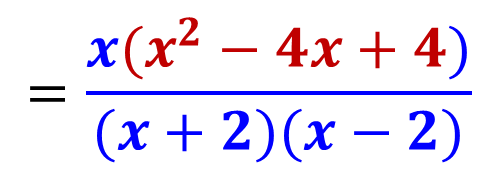 = x(x² − 4x + 4) / (x + 2)(x − 2)